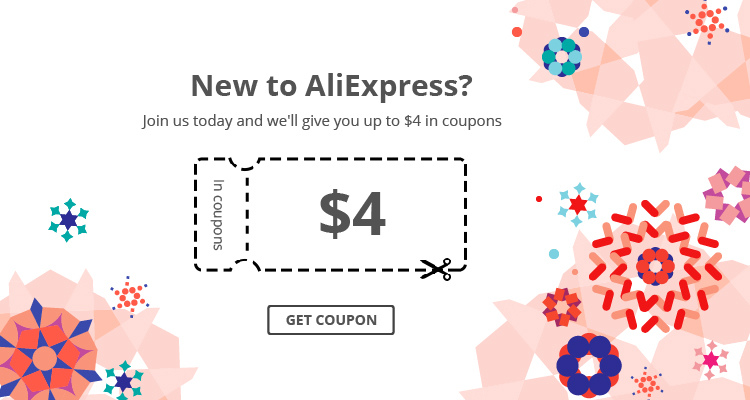 New to AliExpress?
Join us today and we'll give you up to $4 in coupons
In coupons
$4
GET COUPON